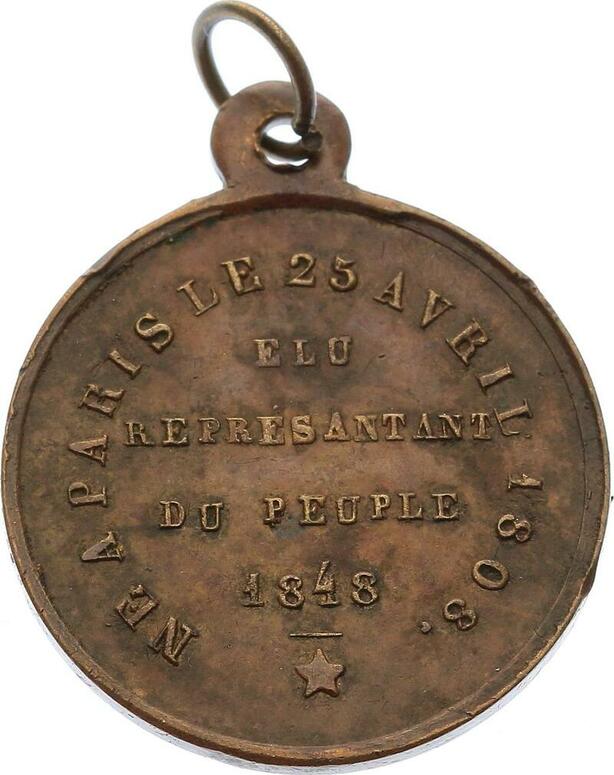 NE A PARIS LE 25 AVRIL 1808.
ELU
REPRESANTANT
DU PEUPLE
1848